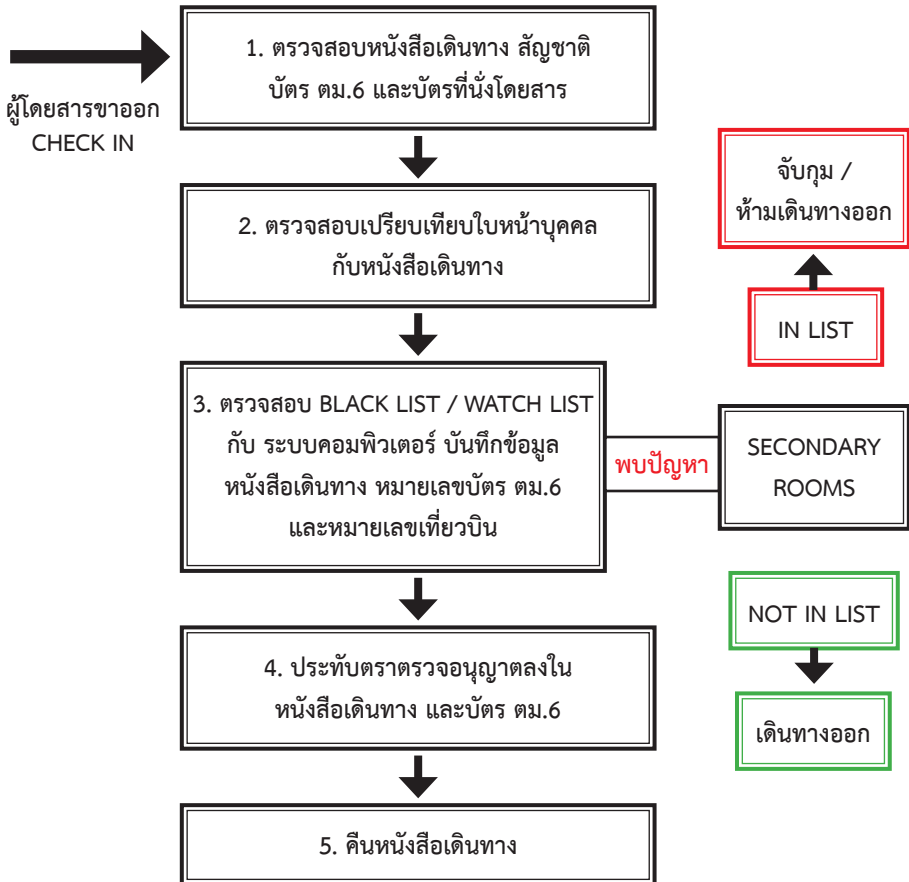 ผู้โดยสารขาออก
CHECK IN
1. ตรวจสอบหนังสือเดินทาง สัญชาติ
บัตร ตม.6 และบัตรที่นั่งโดยสาร
2. ตรวจสอบเปรียบเทียบใบหน้าบุคคล
กับหนังสือเดินทาง
3. ตรวจสอบ BLACK LIST / WATCH LIST
กับ ระบบคอมพิวเตอร์ บันทึกข้อมูล
หนังสือเดินทาง หมายเลขบัตร ตม.6
และหมายเลขเที่ยวบิน
พบปัญหา
SECONDARY
ROOMS
จับกุม /
ห้ามเดินทางออก
IN LIST
NOT IN LIST
เดินทางออก
4. ประทับตราตรวจอนุญาตลงใน
หนังสือเดินทาง และบัตร ตม.6
5. คืนหนังสือเดินทาง